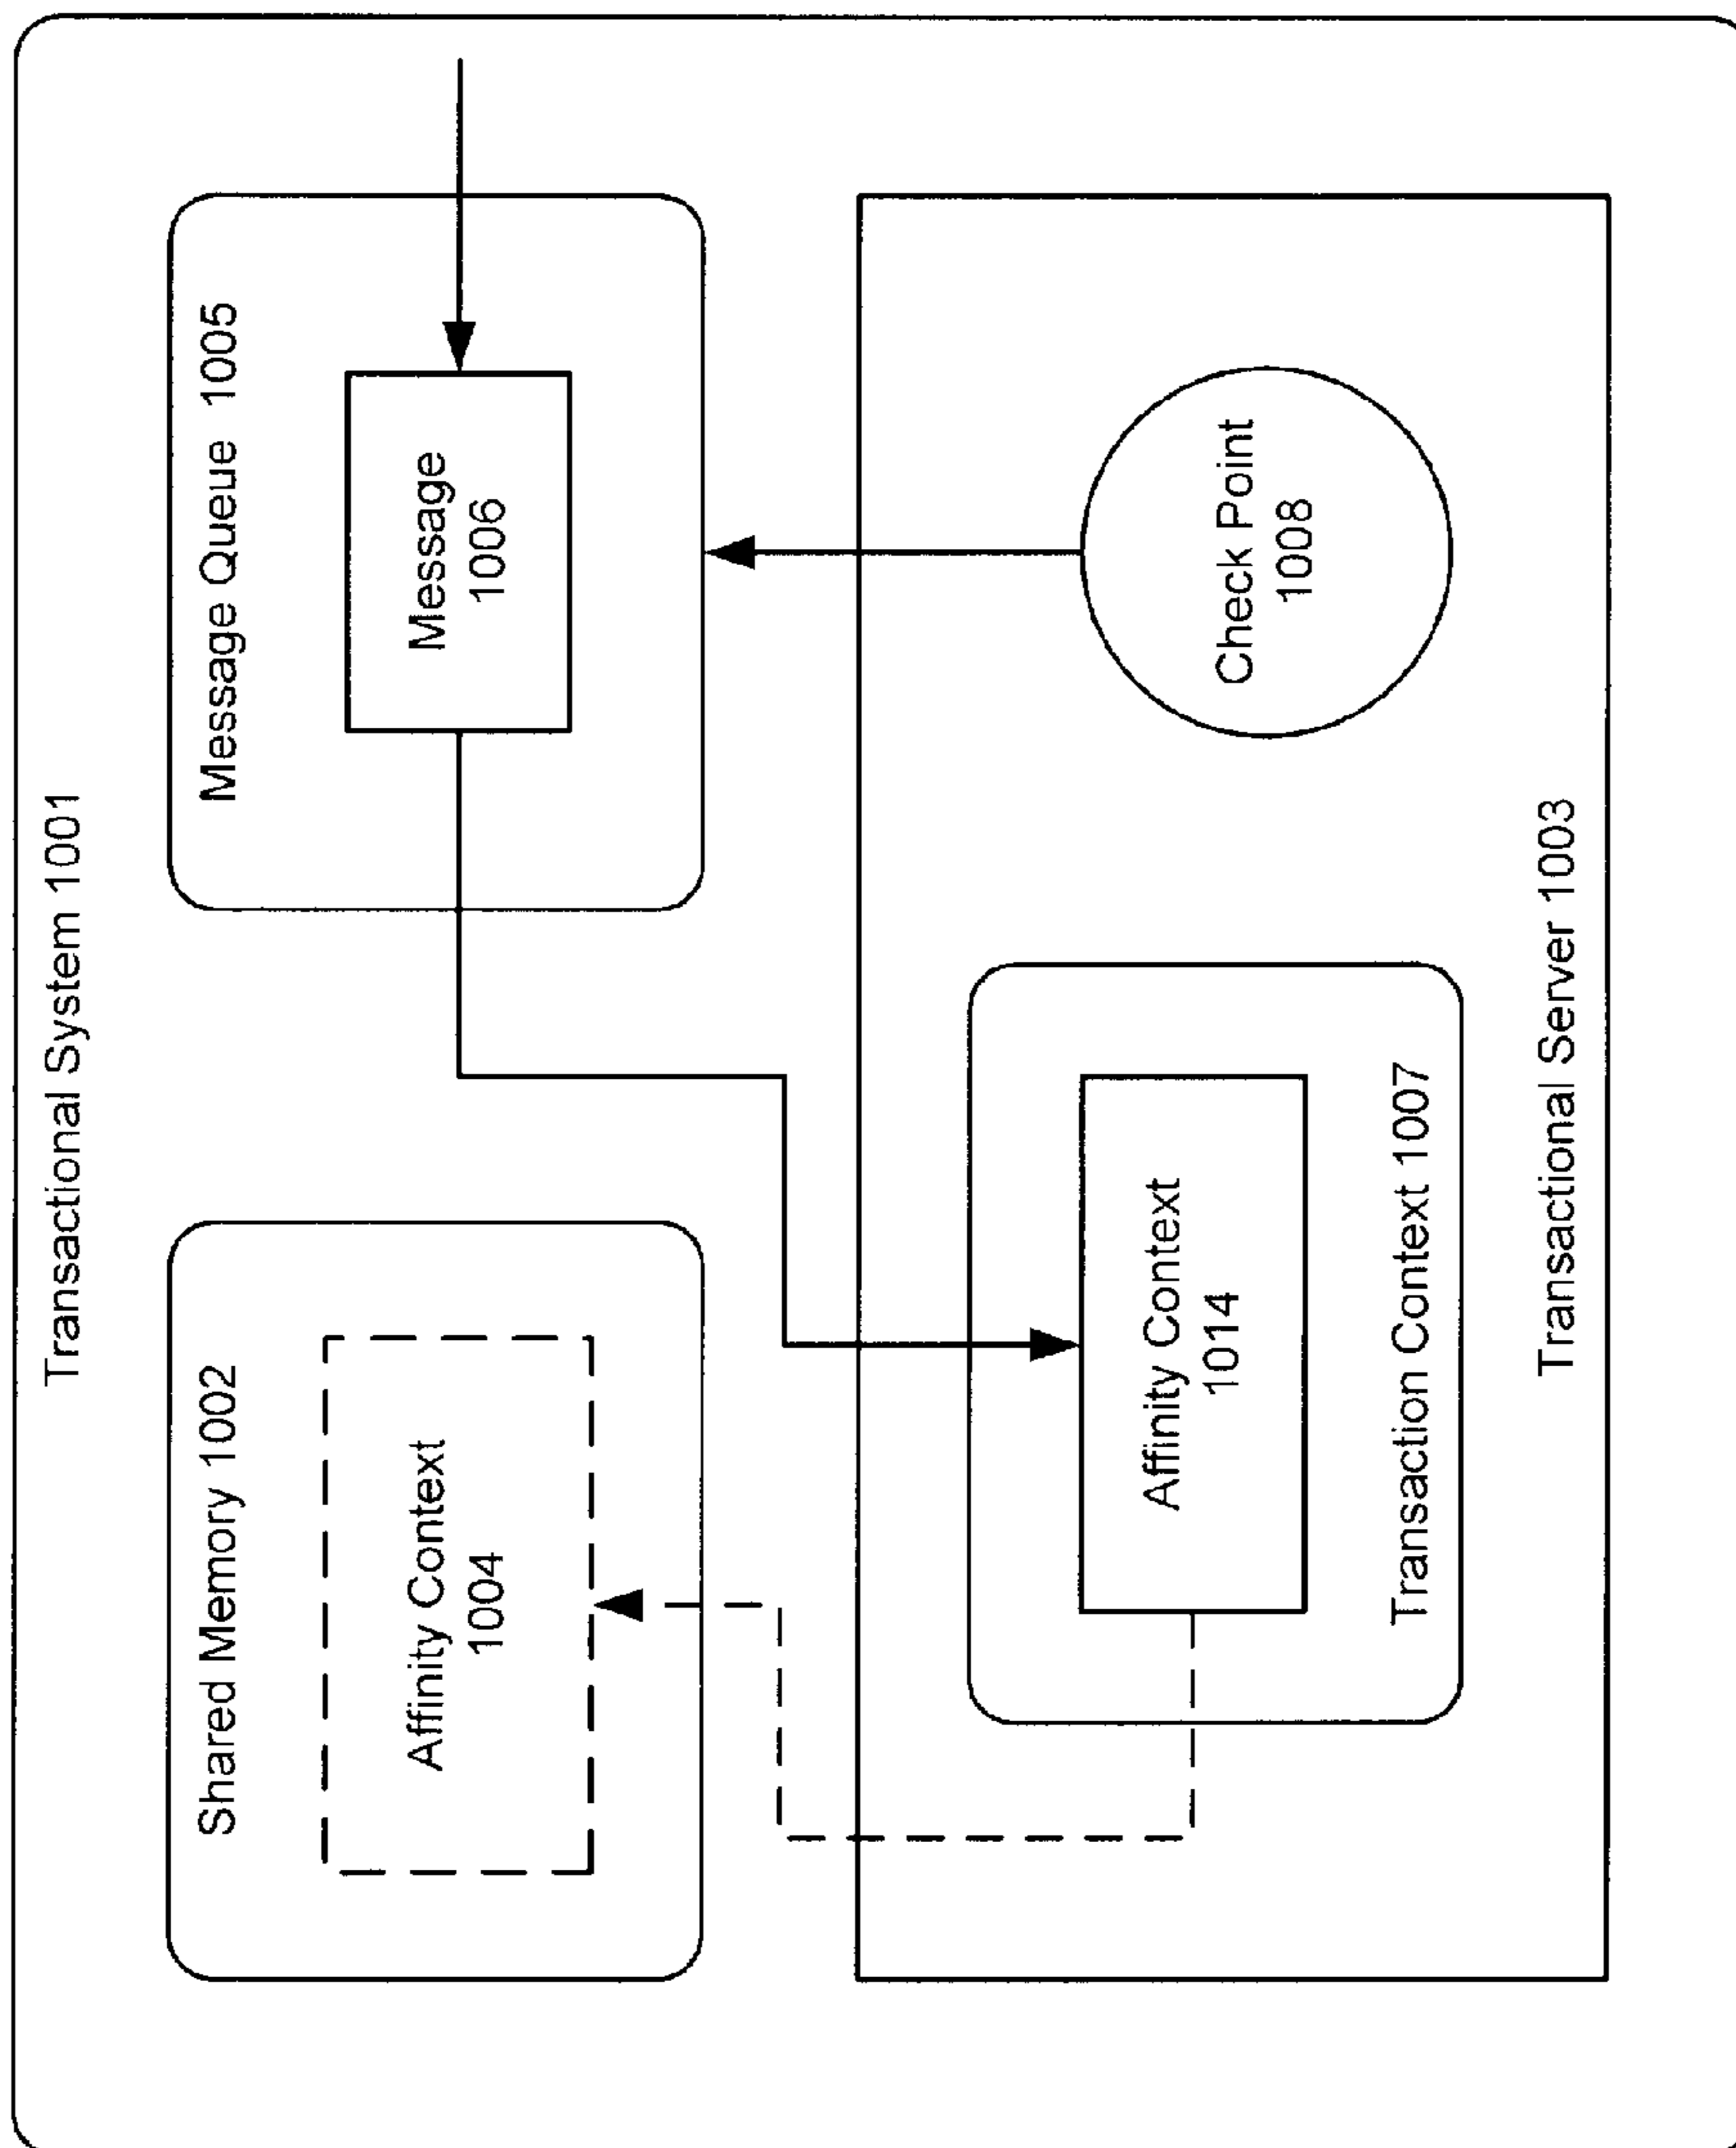 Transactional System 1001
Shared Memory 1002
Affinity Context
1004
Message Queue 1005
Message
1006
Affinity Context
1014
Transaction Context 1007
Check Point
1008
Transactional Server 1003